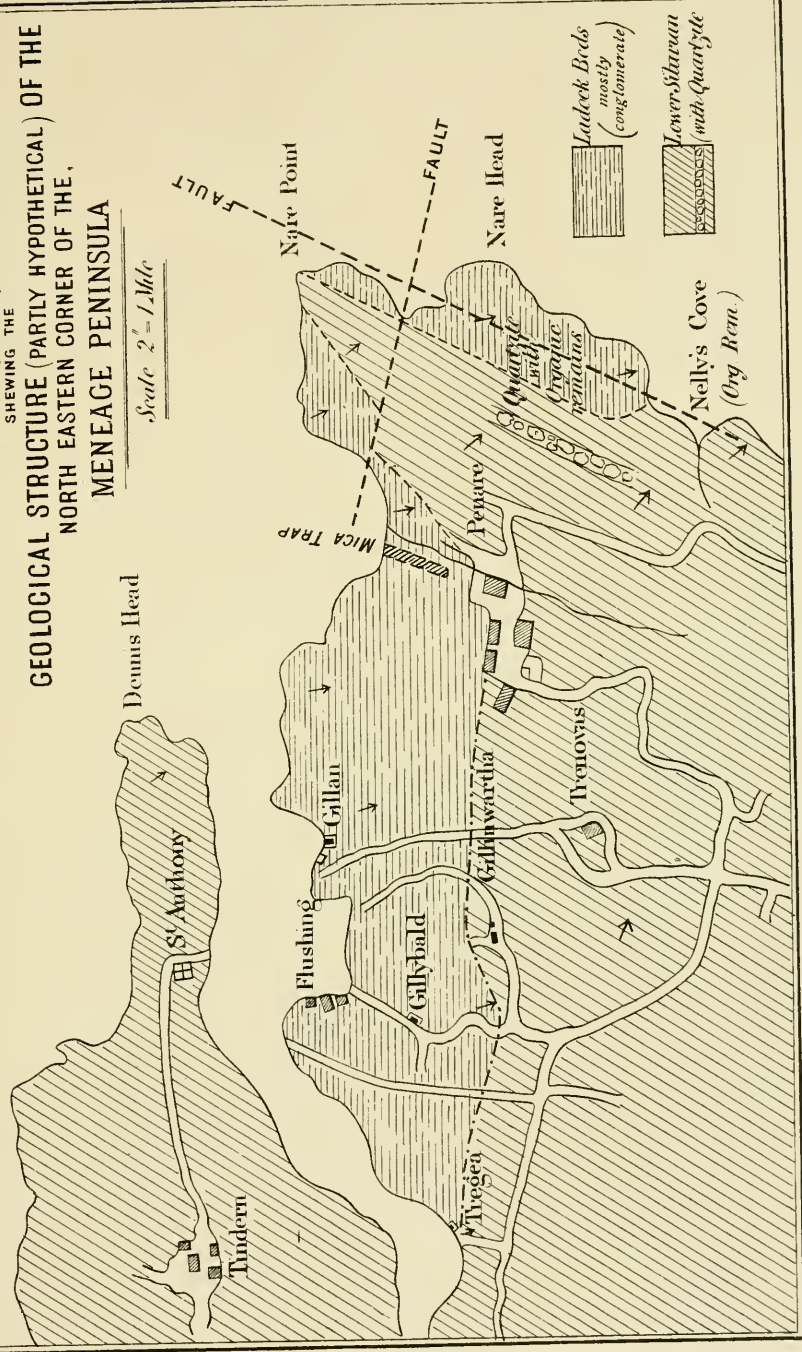 SHEWING THE
GEOLOGICAL STRUCTURE (PARTLY HYPOTHETICAL) OF THE
NORTH EASTERN CORNER OF THE,
MENEAGE PENINSULA
Scale 2" = 1 Mile
Dennis Head
St Anthony
Tindern
Flushing
Gillan
Gillybald
Gillinwartha
Tregea
Trenovas
Penare
MICA TRAP
FAULT
FAULT
Nare Point
Nare Head
Quartzite
with
Organic
remains
Nelly's Cove
(Org Rem.)
Ladock Beds
(mostly
conglomerate)
Lower Silurian
(with Quartzite